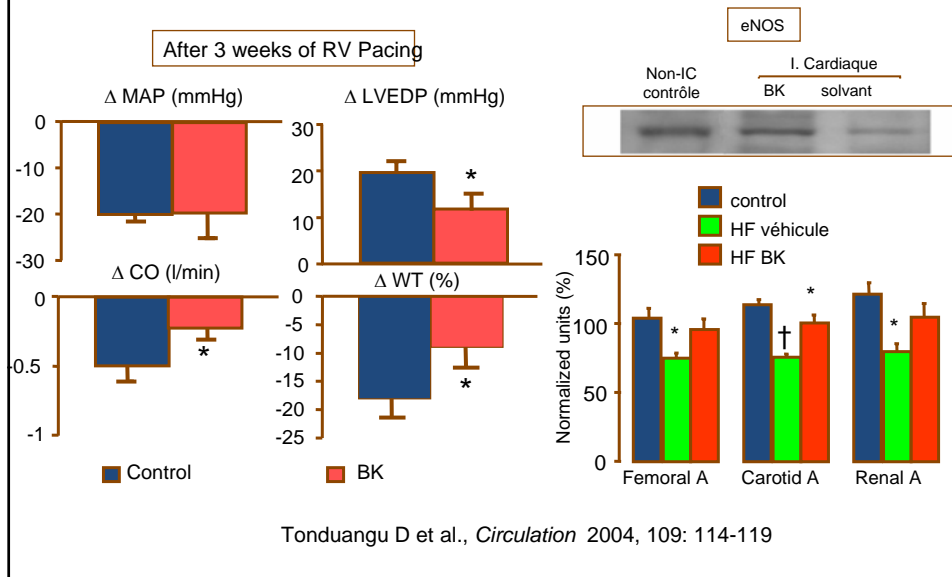 After 3 weeks of RV Pacing
Δ MAP (mmHg)
0
-10
-20
-30
Δ LVEDP (mmHg)
30
20
10
0
*
Δ CO (l/min)
0
-0.5
-1
*
Δ WT (%)
0
-5
-10
-15
-20
-25
*
Control
BK
eNOS
Non-IC
contrôle
I. Cardiaque
BK solvant
control
HF véhicule
HF BK
Normalized units (%)
150
100
50
0
*
†
*
*
Femoral A Carotid A Renal A
Tonduangu D et al., Circulation 2004, 109: 114-119